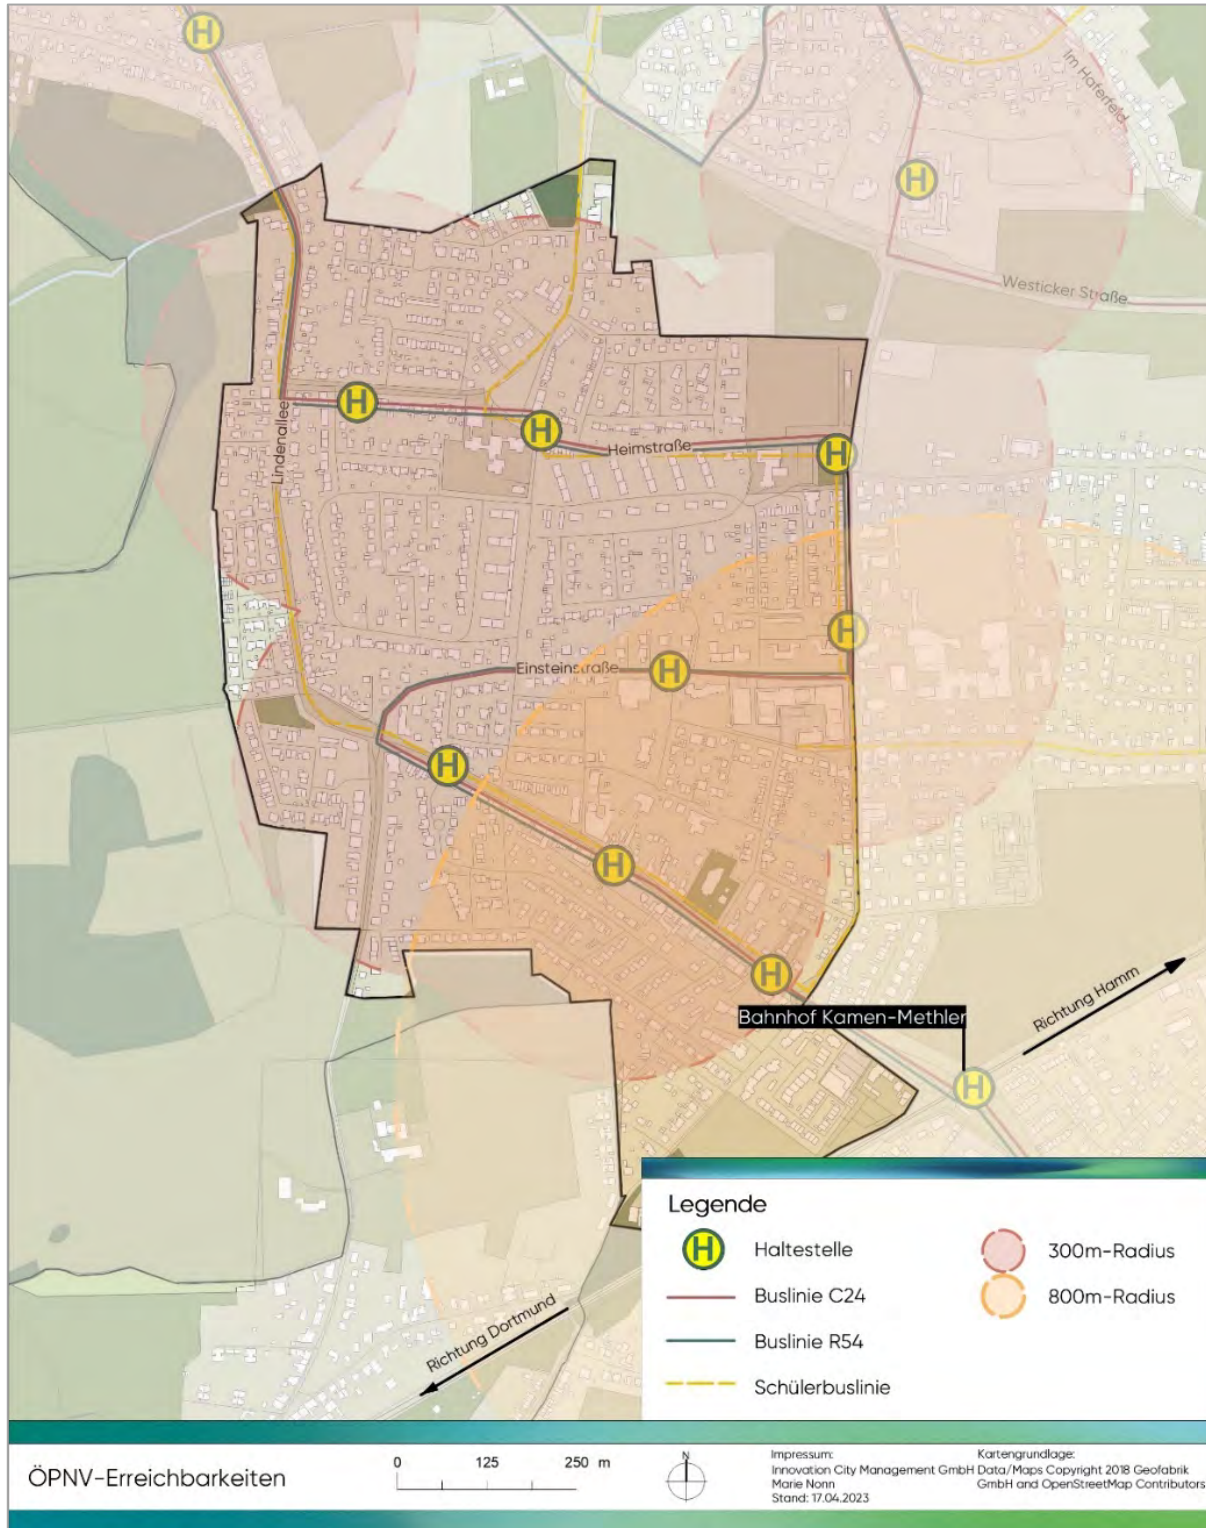 H
Im Haferfeld
H
Westicker Straße
Lindenallee
H
H
Heimstraße
H
H
Einsteinstraße
H
H
H
H
Bahnhof Kamen-Methler
Richtung Hamm
H
Richtung Dortmund
Legende
H Haltestelle
Buslinie C24
Buslinie R54
Schülerbuslinie
300m-Radius
800m-Radius
ÖPNV-Erreichbarkeiten
0 125 250 m
N
Impressum:
Innovation City Management GmbH
Marie Nonn
Stand: 17.04.2023
Kartengrundlage:
Data/Maps Copyright 2018 Geofabrik
GmbH and OpenStreetMap Contributors